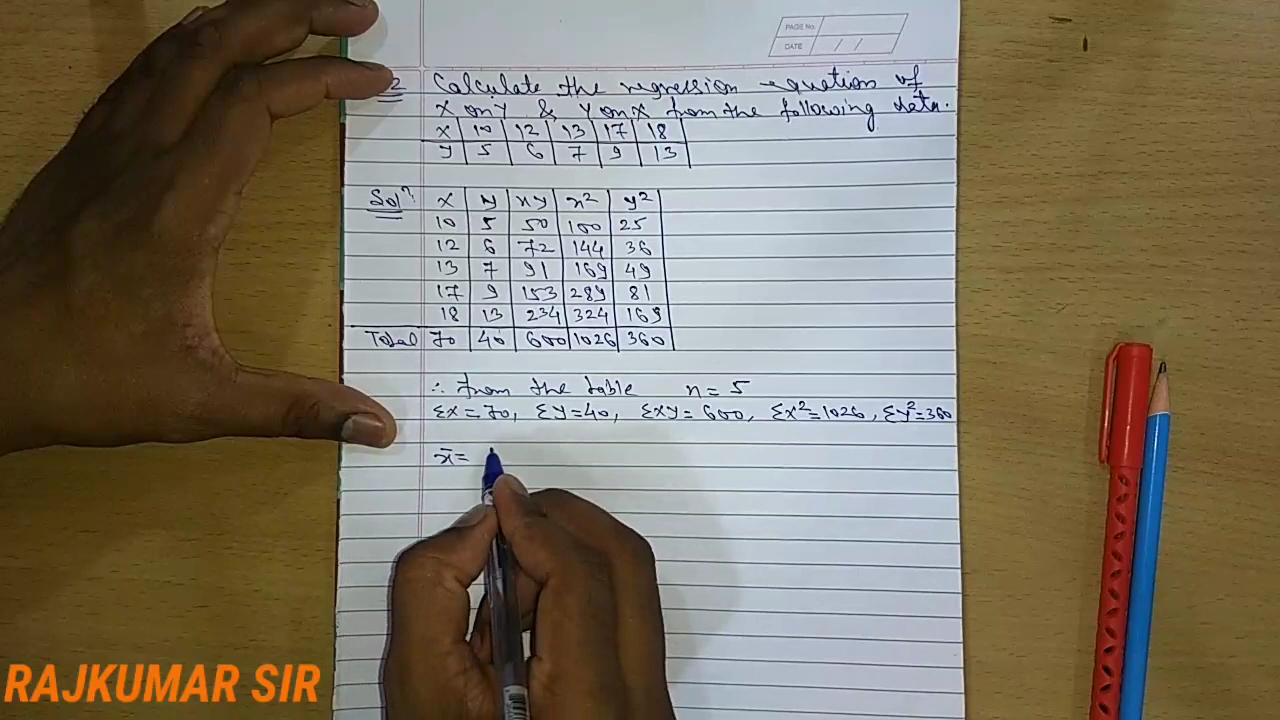 PAGE No.
DATE / /
2 Calculate the regression equation of
X on Y & Y on X from the following data.
X 10 12 13 17 18
y 5 6 7 9 13
Solⁿ. x y xy x² y²
10 5 50 100 25
12 6 72 144 36
13 7 91 169 49
17 9 153 289 81
18 13 234 324 169
Total 70 40 600 1026 360
∴ from the table n = 5
Σx = 70, Σy = 40, Σxy = 600, Σx² = 1026, Σy² = 360
x̄ =
RAJKUMAR SIR